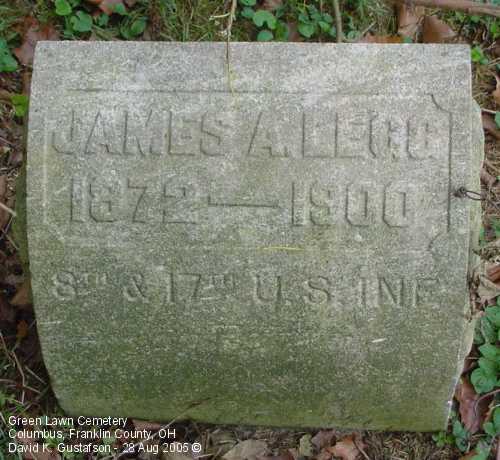 JAMES A. LEGG
1872 — 1900
8TH & 17TH U.S. INF.
Green Lawn Cemetery
Columbus, Franklin County, OH
David K. Gustafson - 28 Aug 2005 ©